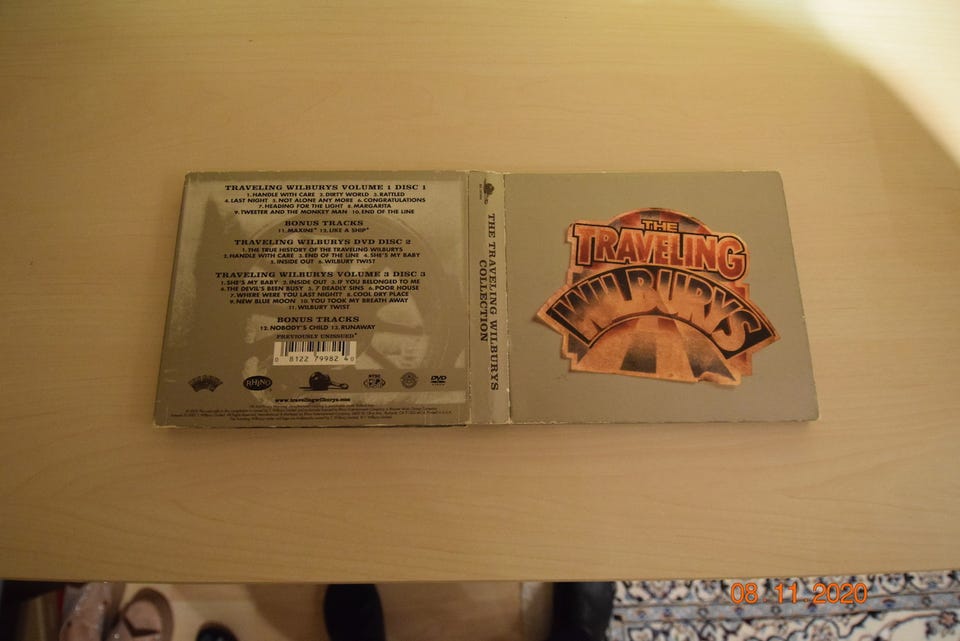 TRAVELING WILBURYS VOLUME 1 DISC 1
1. HANDLE WITH CARE 2. DIRTY WORLD 3. RATTLED
4. LAST NIGHT 5. NOT ALONE ANY MORE 6. CONGRATULATIONS
7. HEADING FOR THE LIGHT 8. MARGARITA
9. TWEETER AND THE MONKEY MAN 10. END OF THE LINE
BONUS TRACKS
11. MAXINE* 12. LIKE A SHIP*
TRAVELING WILBURYS DVD DISC 2
1. THE TRUE HISTORY OF THE TRAVELING WILBURYS
2. HANDLE WITH CARE 3. END OF THE LINE 4. SHE'S MY BABY
5. INSIDE OUT 6. WILBURY TWIST
TRAVELING WILBURYS VOLUME 3 DISC 3
1. SHE'S MY BABY 2. INSIDE OUT 3. IF YOU BELONGED TO ME
4. THE DEVIL'S BEEN BUSY 5. 7 DEADLY SINS 6. POOR HOUSE
7. WHERE WERE YOU LAST NIGHT? 8. COOL DRY PLACE
9. NEW BLUE MOON 10. YOU TOOK MY BREATH AWAY
11. WILBURY TWIST
BONUS TRACKS
12. NOBODY'S CHILD 13. RUNAWAY
PREVIOUSLY UNISSUED*
0 81227 99824 0
RHINO
NTSC
DVD
www.travelingwilburys.com
THE TRAVELING WILBURYS
COLLECTION
THE
TRAVELING
WILBURYS
08.11.2020